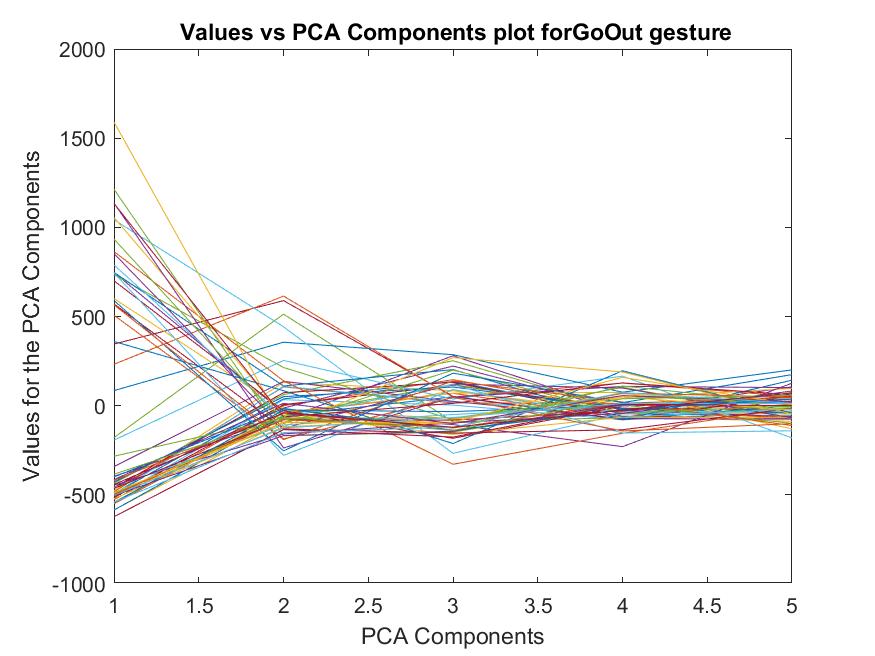 Values vs PCA Components plot forGoOut gesture
2000
1500
1000
500
0
-500
-1000
Values for the PCA Components
1 1.5 2 2.5 3 3.5 4 4.5 5
PCA Components